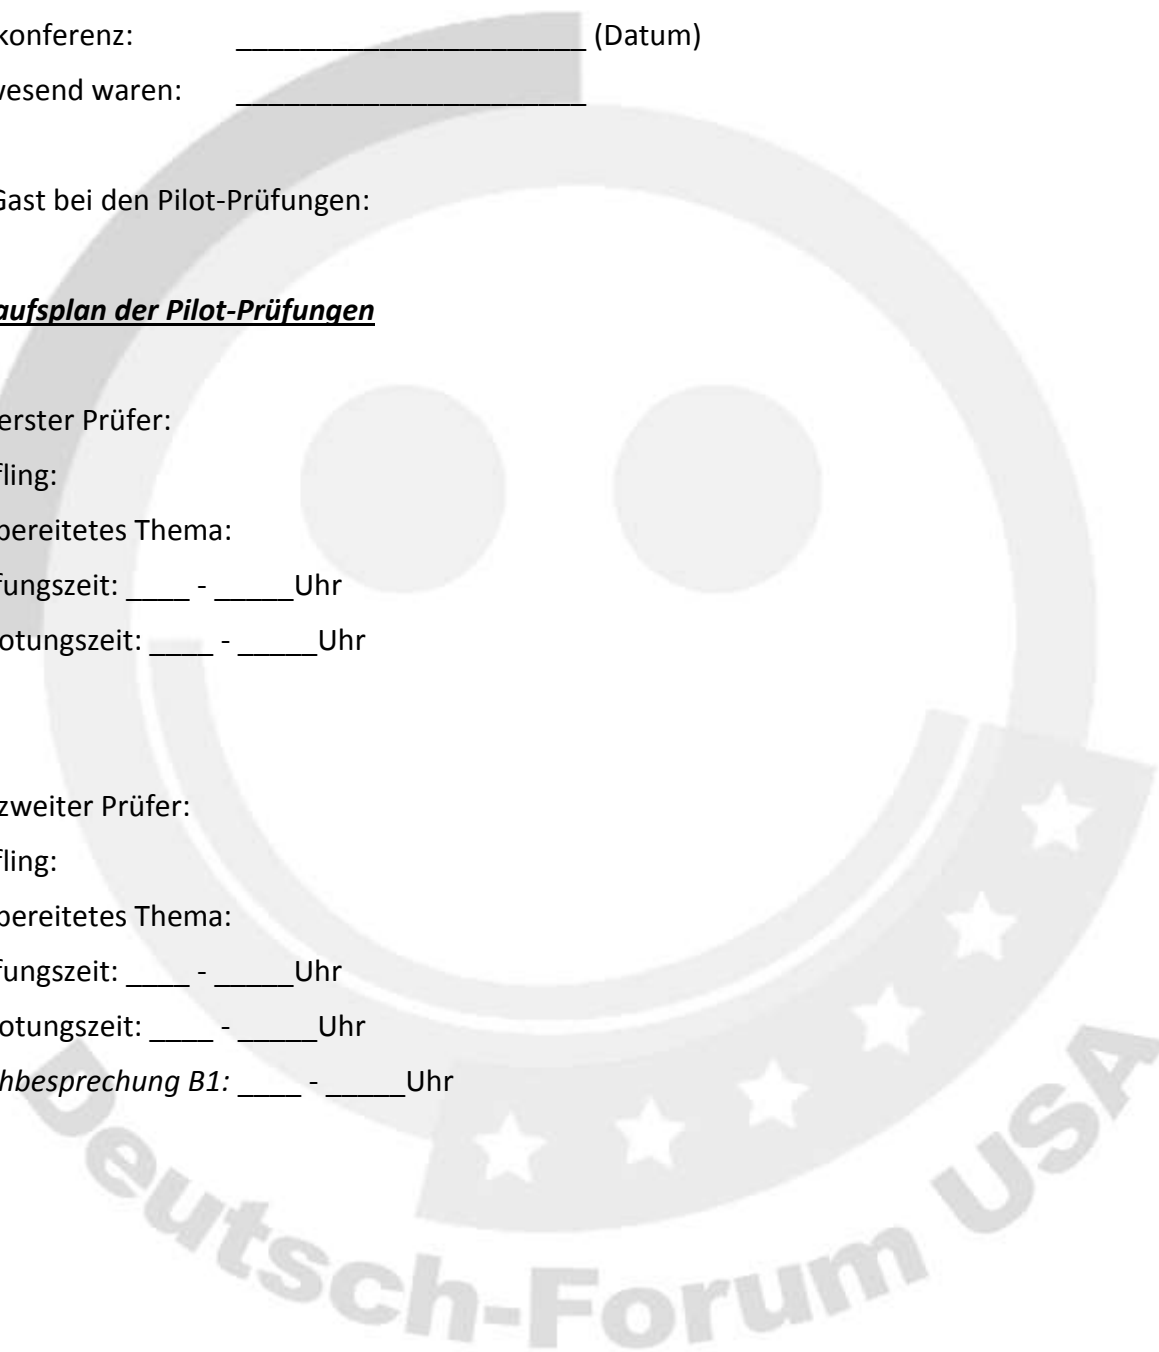 konferenz: ______________________ (Datum)
wesend waren: ______________________
Gast bei den Pilot-Prüfungen:
aufsplan der Pilot-Prüfungen
erster Prüfer:
fling:
bereitetes Thema:
fungszeit: ____ - _____Uhr
otungszeit: ____ - _____Uhr
zweiter Prüfer:
fling:
bereitetes Thema:
fungszeit: ____ - _____Uhr
otungszeit: ____ - _____Uhr
hbesprechung B1: ____ - _____Uhr
Deutsch-Forum USA